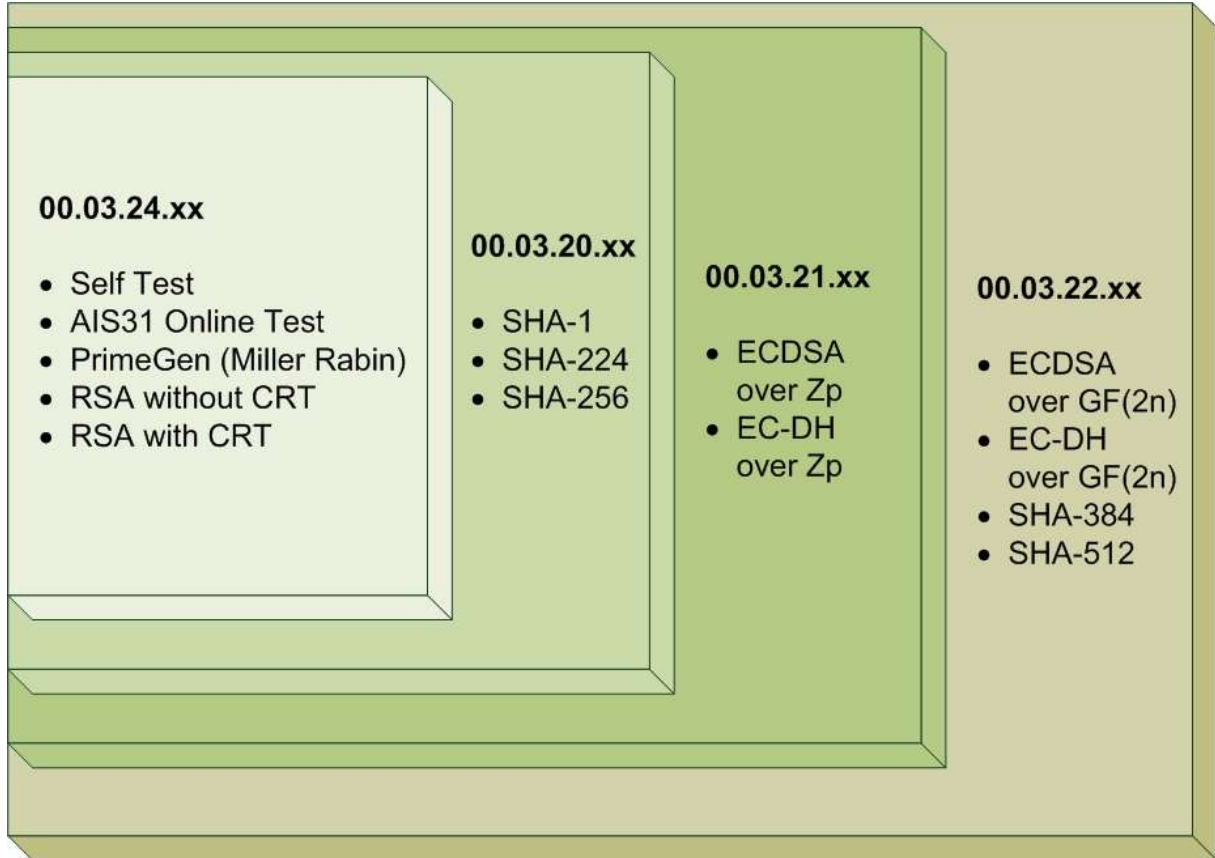 00.03.24.xx
• Self Test
• AIS31 Online Test
• PrimeGen (Miller Rabin)
• RSA without CRT
• RSA with CRT
00.03.20.xx
• SHA-1
• SHA-224
• SHA-256
00.03.21.xx
• ECDSA
over Zp
• EC-DH
over Zp
00.03.22.xx
• ECDSA
over GF(2n)
• EC-DH
over GF(2n)
• SHA-384
• SHA-512